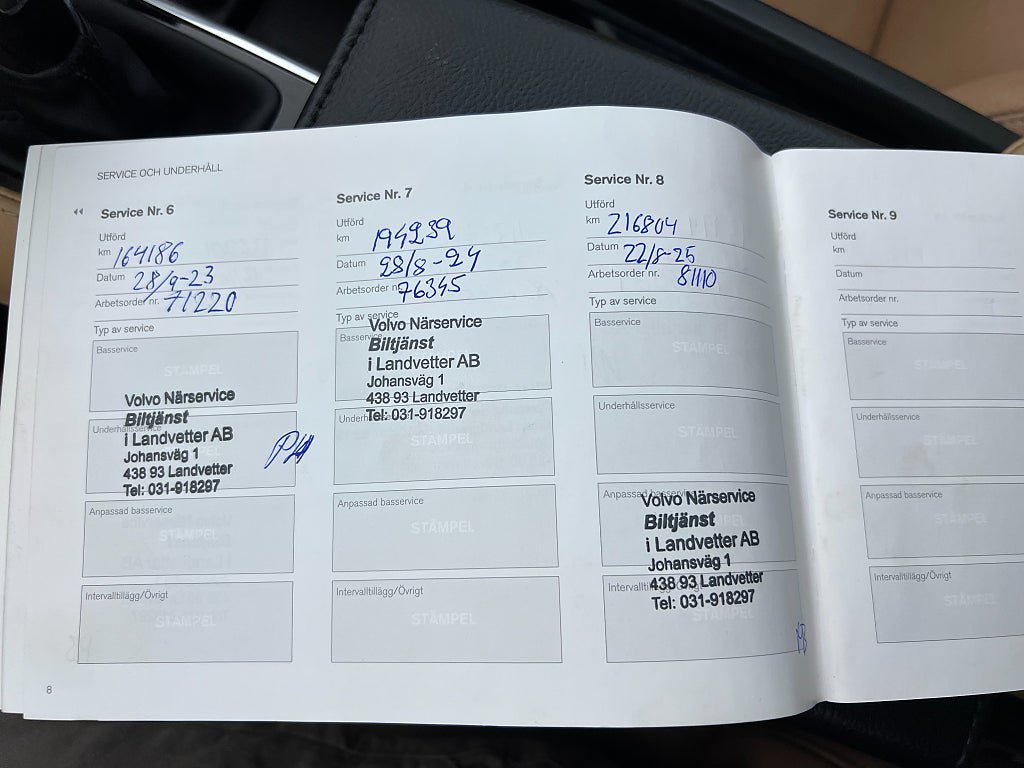 SERVICE OCH UNDERHÅLL
Service Nr. 6
Utförd
km 164186
Datum 28/9-23
Arbetsorder nr. 71220
Typ av service
Basservice
STÄMPEL
Volvo Närservice
Biltjänst
Underhållsservice
i Landvetter AB
Johansväg 1
438 93 Landvetter
Tel: 031-918297
Anpassad basservice
STÄMPEL
Intervalltillägg/Övrigt
STÄMPEL
8
Service Nr. 7
Utförd
km 194239
Datum 28/8-24
Arbetsorder nr. 76345
Typ av service
Volvo Närservice
Basservice
Biltjänst
i Landvetter AB
Johansväg 1
438 93 Landvetter
Tel: 031-918297
STÄMPEL
Anpassad basservice
STÄMPEL
Intervalltillägg/Övrigt
STÄMPEL
Service Nr. 8
Utförd
km 216804
Datum 22/8-25
Arbetsorder nr. 81110
Typ av service
Basservice
STÄMPEL
Underhållsservice
STÄMPEL
Anpassad basservice
Volvo Närservice
Biltjänst
i Landvetter AB
Johansväg 1
438 93 Landvetter
Tel: 031-918297
STÄMPEL
Service Nr. 9
Utförd
km
Datum
Arbetsorder nr.
Typ av service
Basservice
STÄMPEL
Underhållsservice
STÄMPEL
Anpassad basservice
STÄMPEL
Intervalltillägg/Övrigt
STÄMPEL